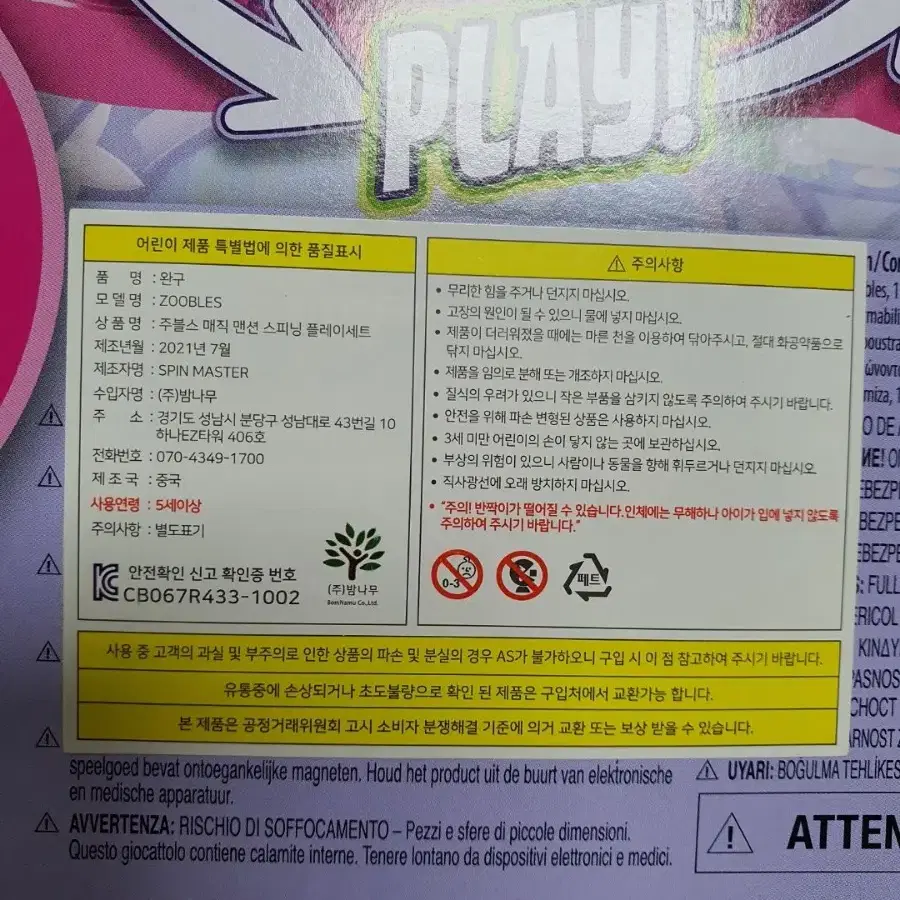 PLAY!
TM
어린이 제품 특별법에 의한 품질표시
품 명 : 완구
모 델 명 : ZOOBLES
상 품 명 : 주블스 매직 맨션 스피닝 플레이세트
제조년월 : 2021년 7월
제조자명 : SPIN MASTER
수입자명 : (주)밤나무
주 소 : 경기도 성남시 분당구 성남대로 43번길 10
하나EZ타워 406호
전화번호 : 070-4349-1700
제 조 국 : 중국
사용연령 : 5세이상
주의사항 : 별도표기
안전확인 신고 확인증 번호
CB067R433-1002
(주)밤나무
BamNamu Co.,Ltd.
⚠ 주의사항
• 무리한 힘을 주거나 던지지 마십시오.
• 고장의 원인이 될 수 있으니 물에 넣지 마십시오.
• 제품이 더러워졌을 때에는 마른 천을 이용하여 닦아주시고, 절대 화공약품으로
닦지 마십시오.
• 제품을 임의로 분해 또는 개조하지 마십시오.
• 질식의 우려가 있으니 작은 부품을 삼키지 않도록 주의하여 주시기 바랍니다.
• 안전을 위해 파손 변형된 상품은 사용하지 마십시오.
• 3세 미만 어린이의 손이 닿지 않는 곳에 보관하십시오.
• 부상의 위험이 있으니 사람이나 동물을 향해 휘두르거나 던지지 마십시오.
• 직사광선에 오래 방치하지 마십시오.
• "주의! 반짝이가 떨어질 수 있습니다.인체에는 무해하나 아이가 입에 넣지 않도록
주의하여 주시기 바랍니다."
0-3
페트
사용 중 고객의 과실 및 부주의로 인한 상품의 파손 및 분실의 경우 AS가 불가하오니 구입 시 이 점 참고하여 주시기 바랍니다.
유통중에 손상되거나 초도불량으로 확인 된 제품은 구입처에서 교환가능 합니다.
본 제품은 공정거래위원회 고시 소비자 분쟁해결 기준에 의거 교환 또는 보상 받을 수 있습니다.
speelgoed bevat ontoegankelijke magneten. Houd het product uit de buurt van elektronische
en medische apparatuur.
⚠ AVVERTENZA: RISCHIO DI SOFFOCAMENTO – Pezzi e sfere di piccole dimensioni.
Questo giocattolo contiene calamite interne. Tenere lontano da dispositivi elettronici e medici.
⚠ UYARI: BOĞULMA TEHLİKES
⚠ ATTEN